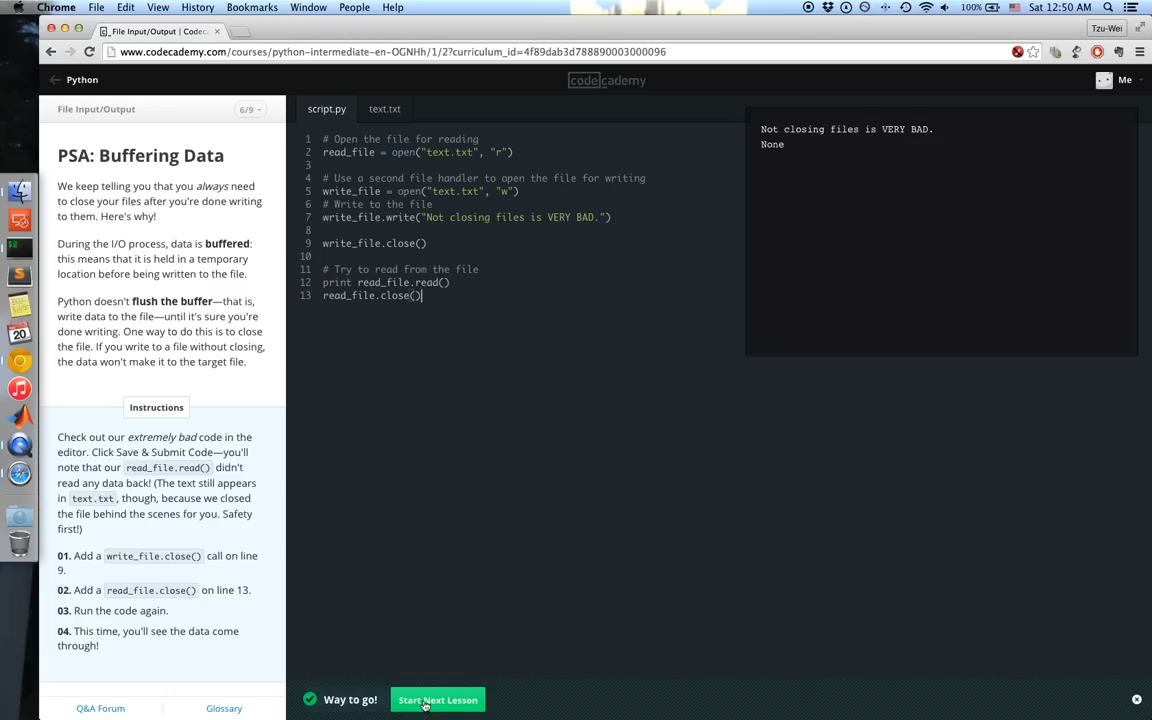 Chrome File Edit View History Bookmarks Window People Help
100% Sat 12:50 AM
_File Input/Output | Codec
Tzu-Wei
www.codecademy.com/courses/python-intermediate-en-OGNHh/1/2?curriculum_id=4f89dab3d788890003000096
Python
codecademy
Me
File Input/Output
6/9
script.py
text.txt
PSA: Buffering Data
We keep telling you that you always need
to close your files after you're done writing
to them. Here's why!
During the I/O process, data is buffered:
this means that it is held in a temporary
location before being written to the file.
Python doesn't flush the buffer—that is,
write data to the file—until it's sure you're
done writing. One way to do this is to close
the file. If you write to a file without closing,
the data won't make it to the target file.
Instructions
Check out our extremely bad code in the
editor. Click Save & Submit Code—you'll
note that our read_file.read() didn't
read any data back! (The text still appears
in text.txt, though, because we closed
the file behind the scenes for you. Safety
first!)
01. Add a write_file.close() call on line
9.
02. Add a read_file.close() on line 13.
03. Run the code again.
04. This time, you'll see the data come
through!
Q&A Forum
Glossary
1 # Open the file for reading
2 read_file = open("text.txt", "r")
3
4 # Use a second file handler to open the file for writing
5 write_file = open("text.txt", "w")
6 # Write to the file
7 write_file.write("Not closing files is VERY BAD.")
8
9 write_file.close()
10
11 # Try to read from the file
12 print read_file.read()
13 read_file.close()
Not closing files is VERY BAD.
None
Way to go!
Start Next Lesson
20